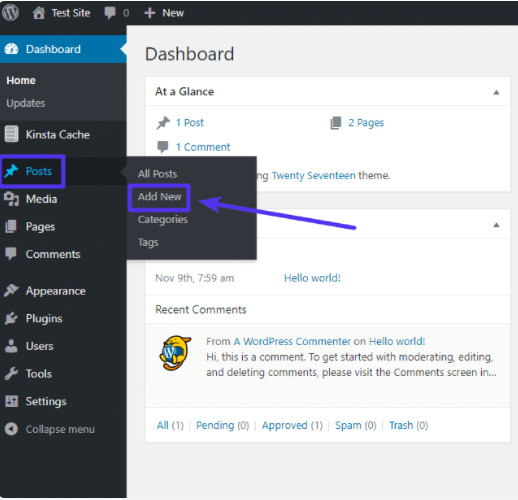 Test Site 0 New
Dashboard
Home
Updates
Kinsta Cache
Posts
Media
Pages
Comments
Appearance
Plugins
Users
Tools
Settings
Collapse menu
All Posts
Add New
Categories
Tags
Dashboard
At a Glance
1 Post 2 Pages
1 Comment
ng Twenty Seventeen theme.
Nov 9th, 7:59 am Hello world!
Recent Comments
From A WordPress Commenter on Hello world!
Hi, this is a comment. To get started with moderating, editing,
and deleting comments, please visit the Comments screen in...
All (1) | Pending (0) | Approved (1) | Spam (0) | Trash (0)